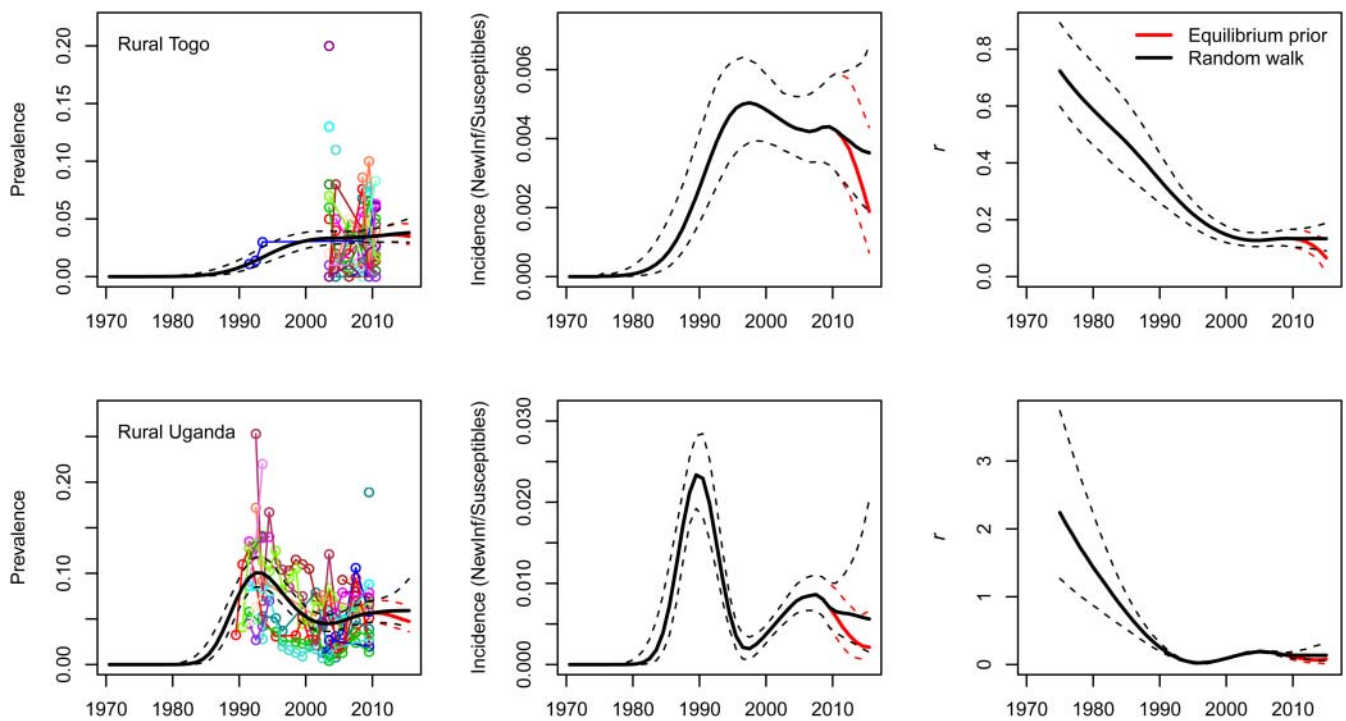 Rural Togo
Prevalence
0.00 0.05 0.10 0.15 0.20
1970 1980 1990 2000 2010
Incidence (NewInf/Susceptibles)
0.000 0.002 0.004 0.006
1970 1980 1990 2000 2010
Equilibrium prior
Random walk
r
0.0 0.2 0.4 0.6 0.8
1970 1980 1990 2000 2010
Rural Uganda
Prevalence
0.00 0.10 0.20
1970 1980 1990 2000 2010
Incidence (NewInf/Susceptibles)
0.000 0.010 0.020 0.030
1970 1980 1990 2000 2010
r
0 1 2 3
1970 1980 1990 2000 2010